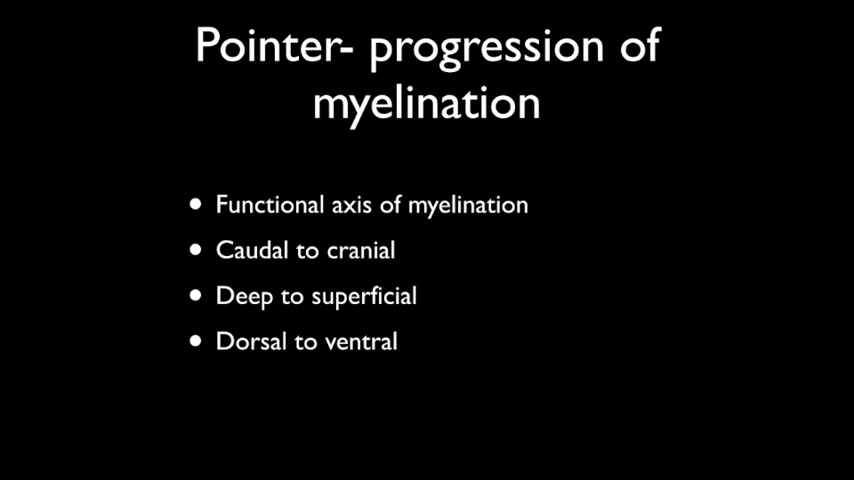 Pointer- progression of
myelination
• Functional axis of myelination
• Caudal to cranial
• Deep to superficial
• Dorsal to ventral